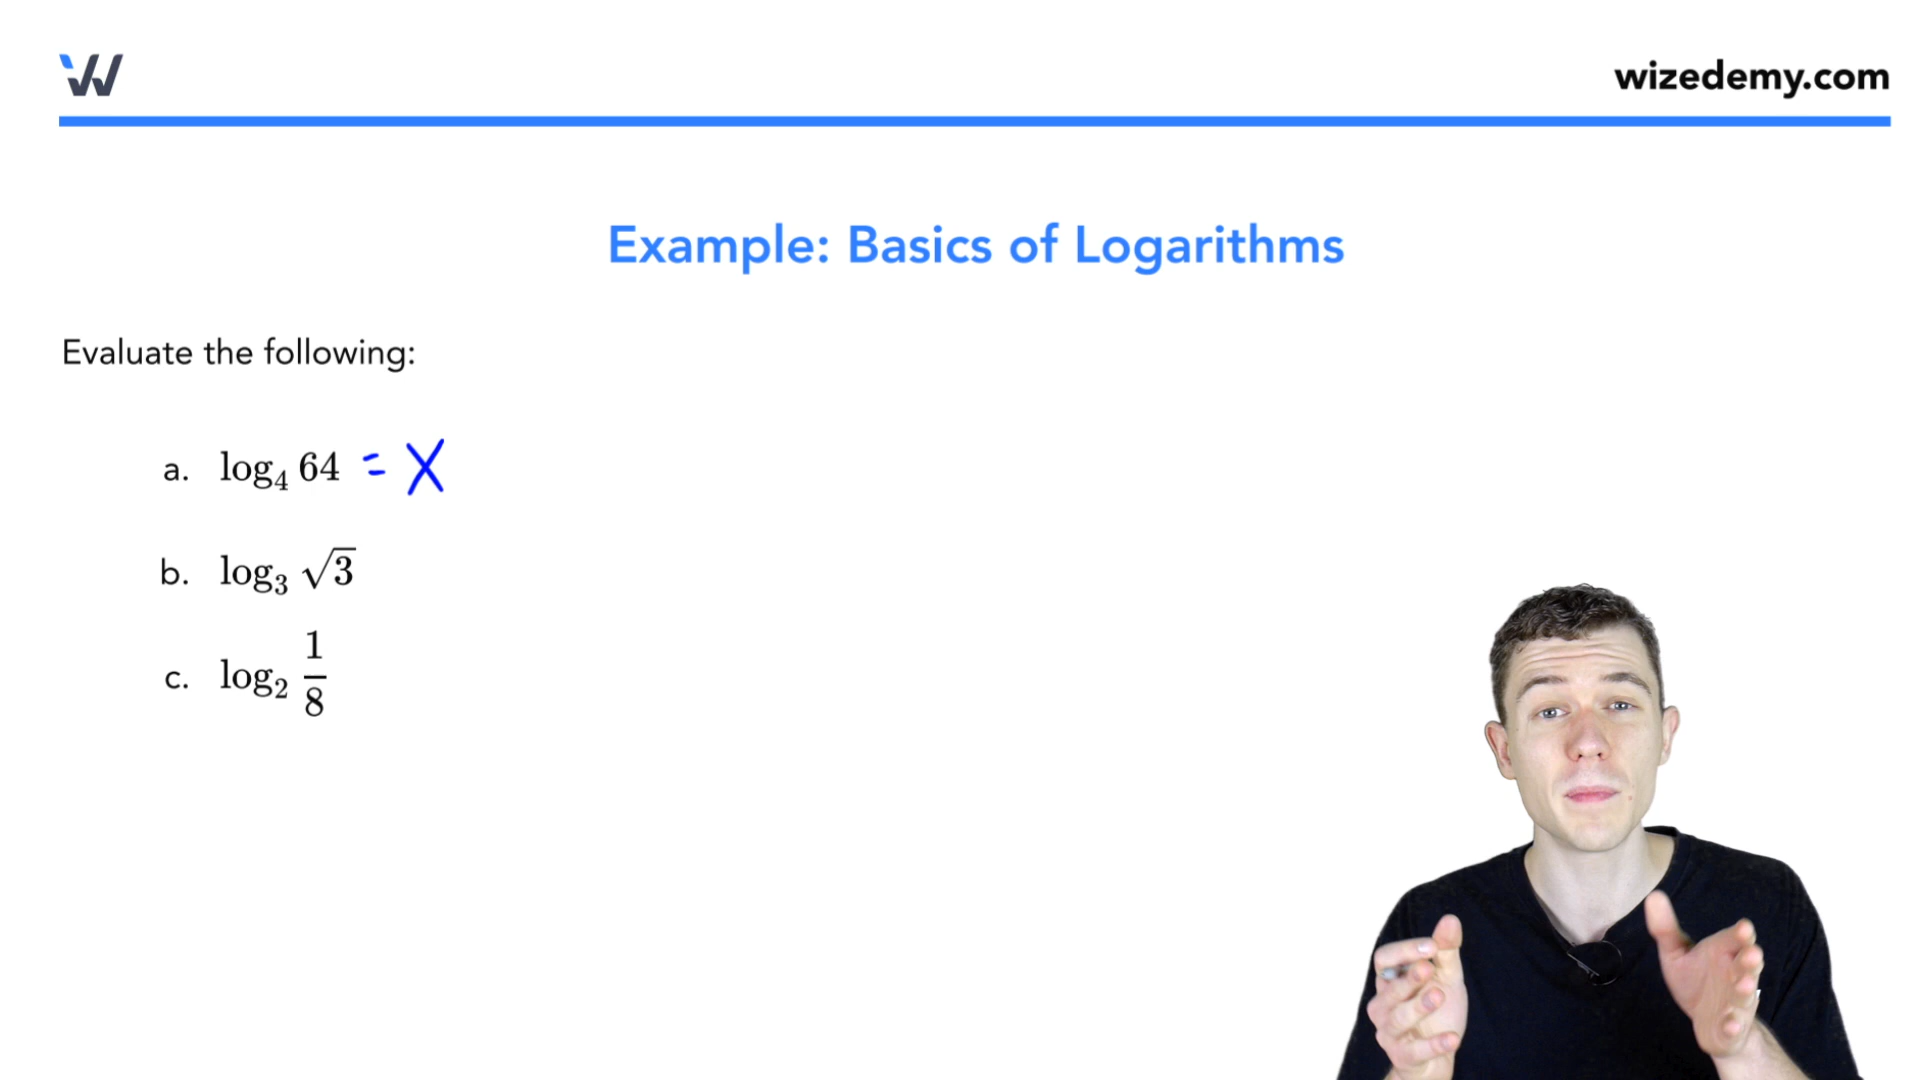 wizedemy.com
Example: Basics of Logarithms
Evaluate the following:
a. log₄ 64 = X
b. log₃ √3
c. log₂ 1/8